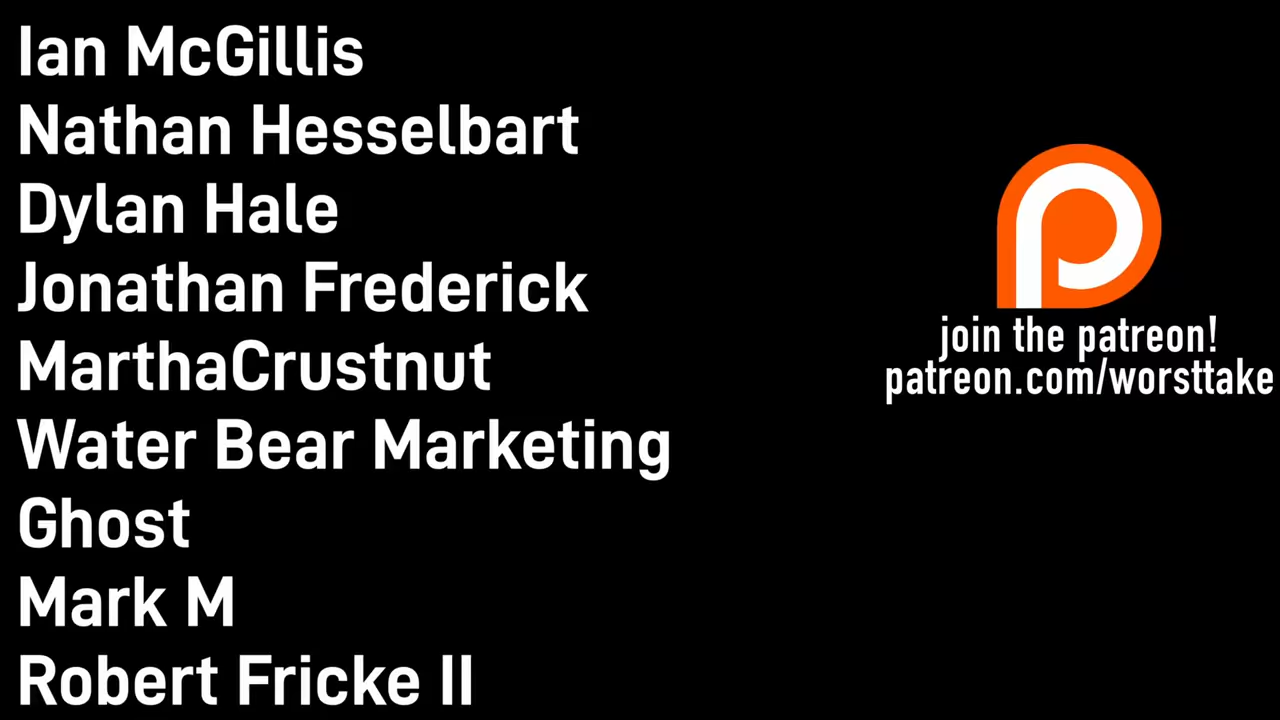 Ian McGillis
Nathan Hesselbart
Dylan Hale
Jonathan Frederick
MarthaCrustnut
Water Bear Marketing
Ghost
Mark M
Robert Fricke II
join the patreon!
patreon.com/worsttake